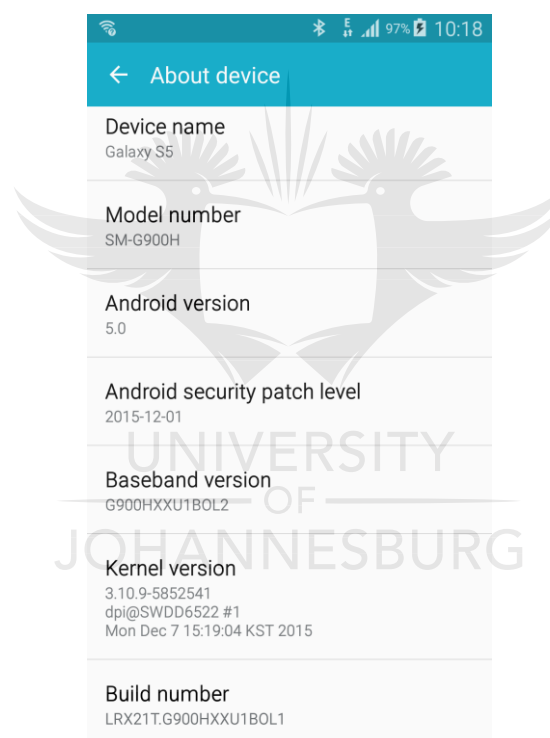 E 97% 10:18
About device
Device name
Galaxy S5
Model number
SM-G900H
Android version
5.0
Android security patch level
2015-12-01
UNIVERSITY
Baseband version
G900HXXU1BOL2
OF
JOHANNESBURG
Kernel version
3.10.9-5852541
dpi@SWDD6522 #1
Mon Dec 7 15:19:04 KST 2015
Build number
LRX21T.G900HXXU1BOL1